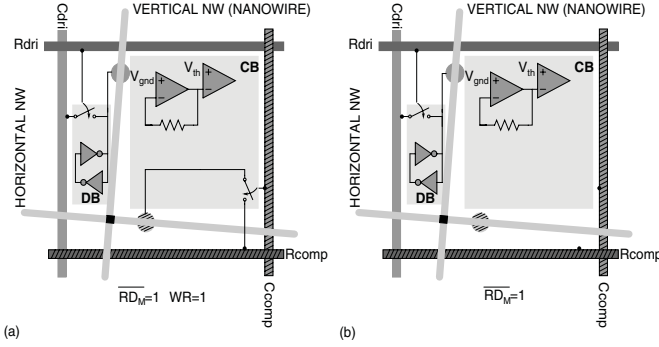 Cdri
VERTICAL NW (NANOWIRE)
Rdri
HORIZONTAL NW
Vgnd
Vth
CB
+
−
+
−
DB
Rcomp
Ccomp
RDM=1 WR=1
(a)
Cdri
VERTICAL NW (NANOWIRE)
Rdri
HORIZONTAL NW
Vgnd
Vth
CB
+
−
+
−
DB
Rcomp
Ccomp
RDM=1
(b)